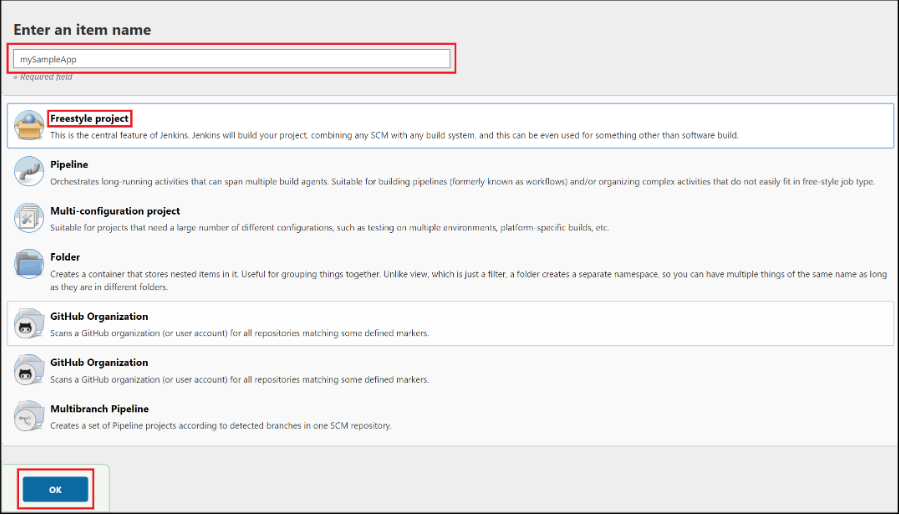 Enter an item name
mySampleApp
» Required field
Freestyle project
This is the central feature of Jenkins. Jenkins will build your project, combining any SCM with any build system, and this can be even used for something other than software build.
Pipeline
Orchestrates long-running activities that can span multiple build agents. Suitable for building pipelines (formerly known as workflows) and/or organizing complex activities that do not easily fit in free-style job type.
Multi-configuration project
Suitable for projects that need a large number of different configurations, such as testing on multiple environments, platform-specific builds, etc.
Folder
Creates a container that stores nested items in it. Useful for grouping things together. Unlike view, which is just a filter, a folder creates a separate namespace, so you can have multiple things of the same name as long
as they are in different folders.
GitHub Organization
Scans a GitHub organization (or user account) for all repositories matching some defined markers.
GitHub Organization
Scans a GitHub organization (or user account) for all repositories matching some defined markers.
Multibranch Pipeline
Creates a set of Pipeline projects according to detected branches in one SCM repository.
OK